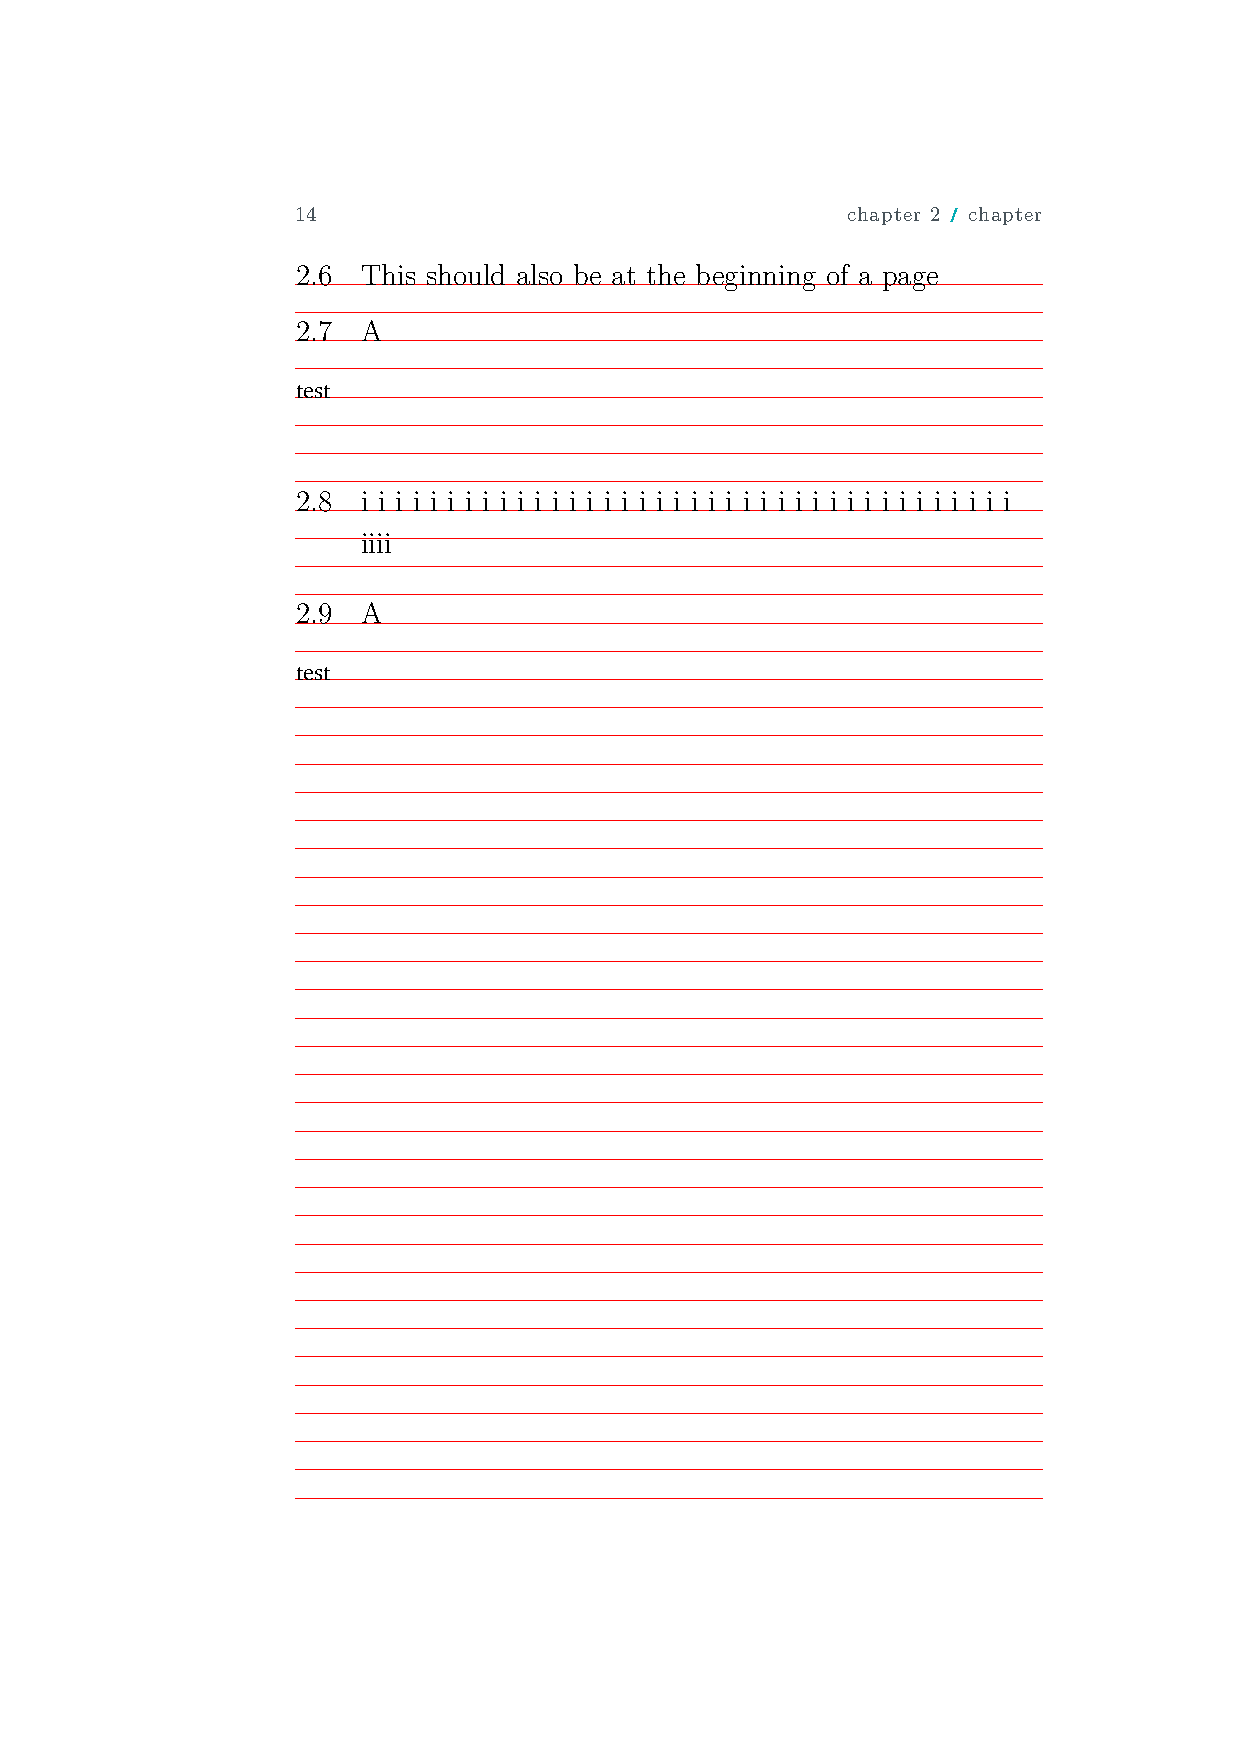 14 chapter 2 / chapter
2.6 This should also be at the beginning of a page
2.7 A
test
2.8 i i i i i i i i i i i i i i i i i i i i i i i i i i i i i i i i i i i i i i
iiii
2.9 A
test